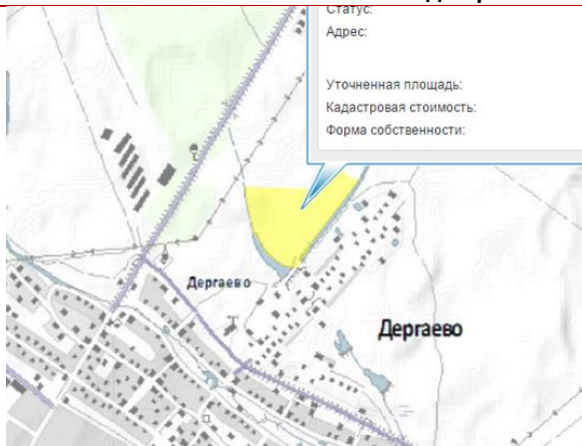 Статус:
Адрес:
Уточненная площадь:
Кадастровая стоимость:
Форма собственности:
Дергаево
Дергаево